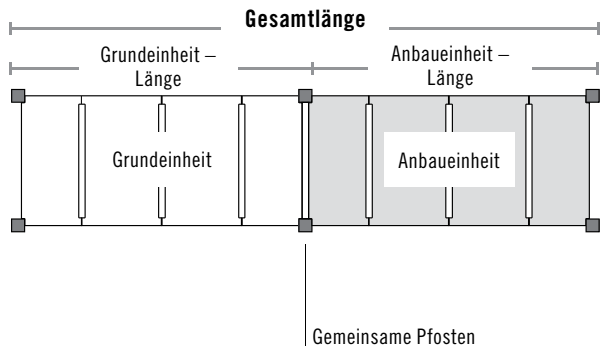 Gesamtlänge
Grundeinheit –
Länge
Anbaueinheit –
Länge
Grundeinheit
Anbaueinheit
Gemeinsame Pfosten